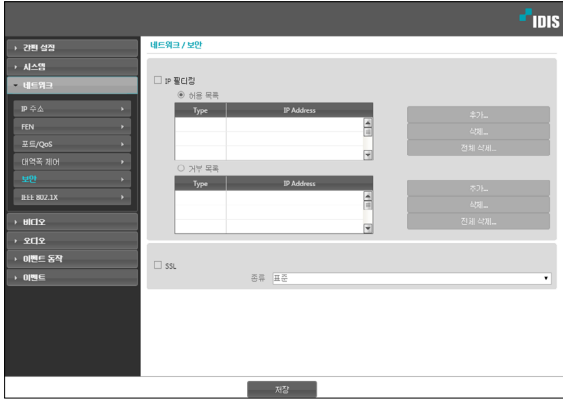 IDIS
간편 설정
시스템
네트워크
IP 주소
FEN
포트/QoS
대역폭 제어
보안
IEEE 802.1X
비디오
오디오
이벤트 동작
이벤트
네트워크 / 보안
IP 필터링
허용 목록
Type IP Address
추가...
삭제...
전체 삭제...
거부 목록
Type IP Address
추가...
삭제...
전체 삭제...
SSL
종류 표준
저장